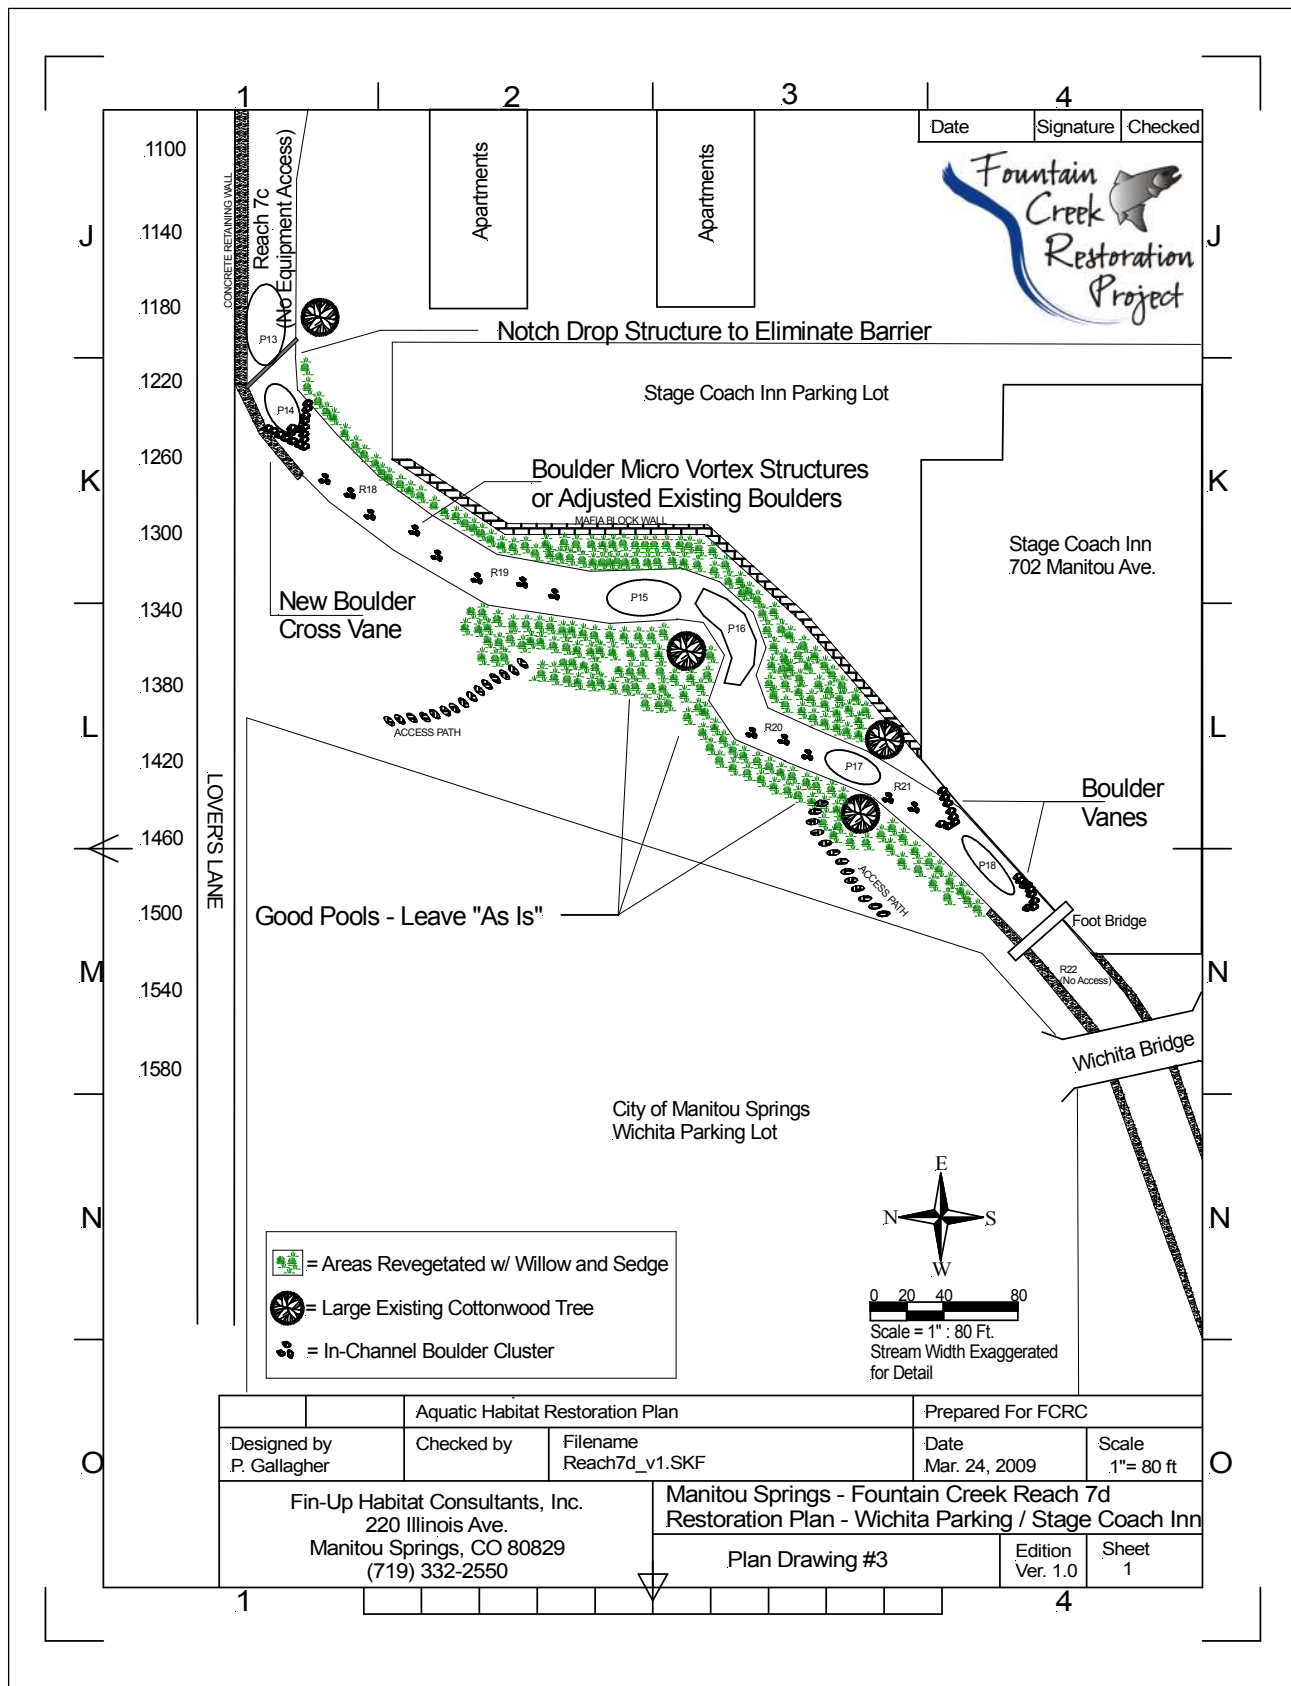 1
2
3
4
Date
Signature
Checked
Fountain
Creek
Restoration
Project
J
K
L
M
N
O
J
K
L
N
N
O
.1100
.1140
.1180
.1220
.1260
.1300
.1340
.1380
.1420
.1460
.1500
.1540
.1580
CONCRETE RETAINING WALL
Reach 7c
(No Equipment Access)
Apartments
Apartments
P13
Notch Drop Structure to Eliminate Barrier
Stage Coach Inn Parking Lot
P14
Boulder Micro Vortex Structures
or Adjusted Existing Boulders
R18
MAFIA BLOCK WALL
Stage Coach Inn
702 Manitou Ave.
R19
P15
New Boulder
Cross Vane
P16
ACCESS PATH
R20
P17
R21
Boulder
Vanes
LOVER'S LANE
P18
ACCESS PATH
Good Pools - Leave "As Is"
Foot Bridge
R22
(No Access)
Wichita Bridge
City of Manitou Springs
Wichita Parking Lot
E
N
S
W
= Areas Revegetated w/ Willow and Sedge
= Large Existing Cottonwood Tree
= In-Channel Boulder Cluster
0 20 40 80
Scale = 1" : 80 Ft.
Stream Width Exaggerated
for Detail
Aquatic Habitat Restoration Plan
Prepared For FCRC
Designed by
P. Gallagher
Checked by
Filename
Reach7d_v1.SKF
Date
Mar. 24, 2009
Scale
1"= 80 ft
Fin-Up Habitat Consultants, Inc.
220 Illinois Ave.
Manitou Springs, CO 80829
(719) 332-2550
Manitou Springs - Fountain Creek Reach 7d
Restoration Plan - Wichita Parking / Stage Coach Inn
Plan Drawing #3
Edition
Ver. 1.0
Sheet
1
1
4